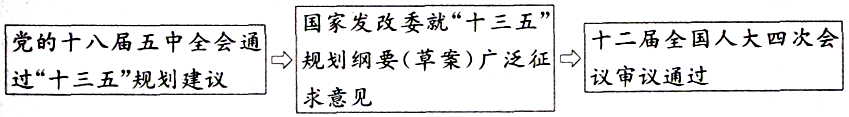 党的十八届五中全会通
过“十三五”规划建议
国家发改委就“十三五”
规划纲要(草案)广泛征
求意见
十二届全国人大四次会
议审议通过